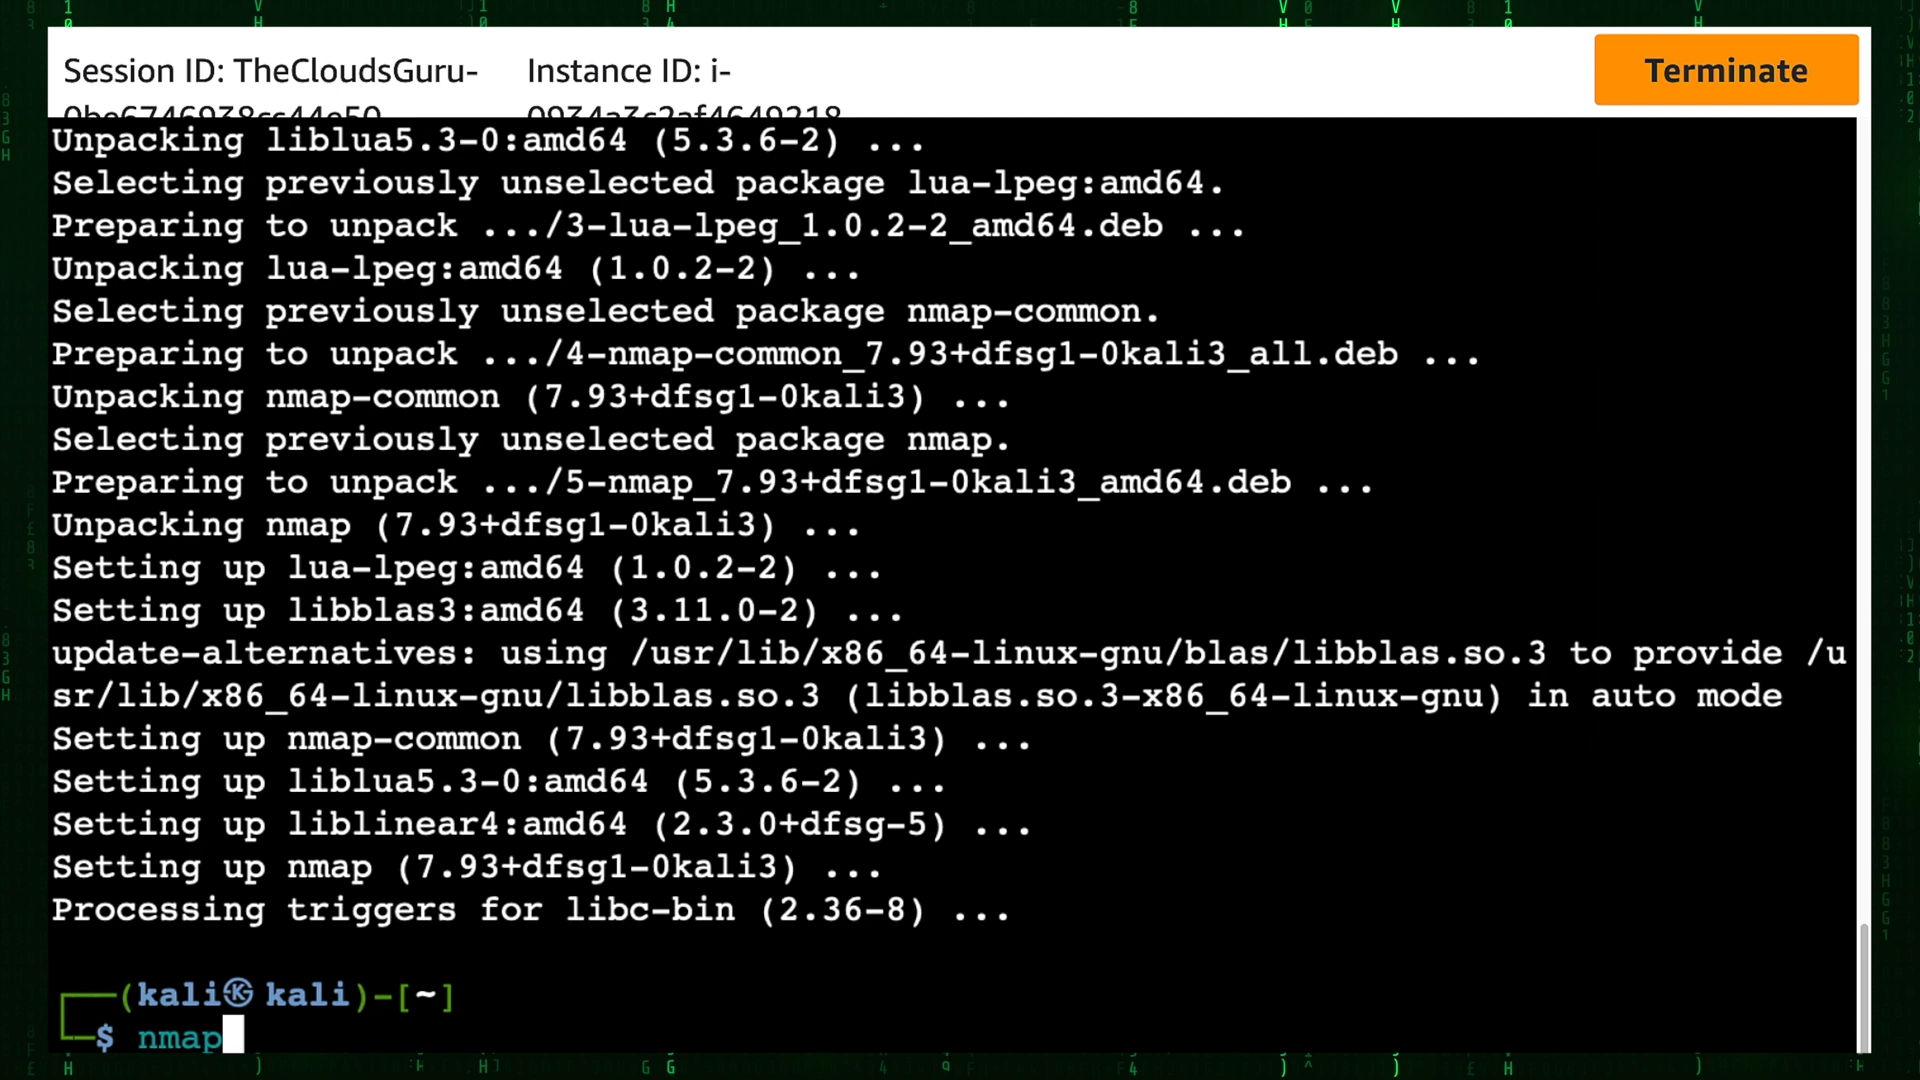 Session ID: TheCloudsGuru-
Instance ID: i-
Terminate
0be6746938cc44e50
0934a3c2af4649218
Unpacking liblua5.3-0:amd64 (5.3.6-2) ...
Selecting previously unselected package lua-lpeg:amd64.
Preparing to unpack .../3-lua-lpeg_1.0.2-2_amd64.deb ...
Unpacking lua-lpeg:amd64 (1.0.2-2) ...
Selecting previously unselected package nmap-common.
Preparing to unpack .../4-nmap-common_7.93+dfsg1-0kali3_all.deb ...
Unpacking nmap-common (7.93+dfsg1-0kali3) ...
Selecting previously unselected package nmap.
Preparing to unpack .../5-nmap_7.93+dfsg1-0kali3_amd64.deb ...
Unpacking nmap (7.93+dfsg1-0kali3) ...
Setting up lua-lpeg:amd64 (1.0.2-2) ...
Setting up libblas3:amd64 (3.11.0-2) ...
update-alternatives: using /usr/lib/x86_64-linux-gnu/blas/libblas.so.3 to provide /u
sr/lib/x86_64-linux-gnu/libblas.so.3 (libblas.so.3-x86_64-linux-gnu) in auto mode
Setting up nmap-common (7.93+dfsg1-0kali3) ...
Setting up liblua5.3-0:amd64 (5.3.6-2) ...
Setting up liblinear4:amd64 (2.3.0+dfsg-5) ...
Setting up nmap (7.93+dfsg1-0kali3) ...
Processing triggers for libc-bin (2.36-8) ...
┌──(kali㉿kali)-[~]
└─$ nmap